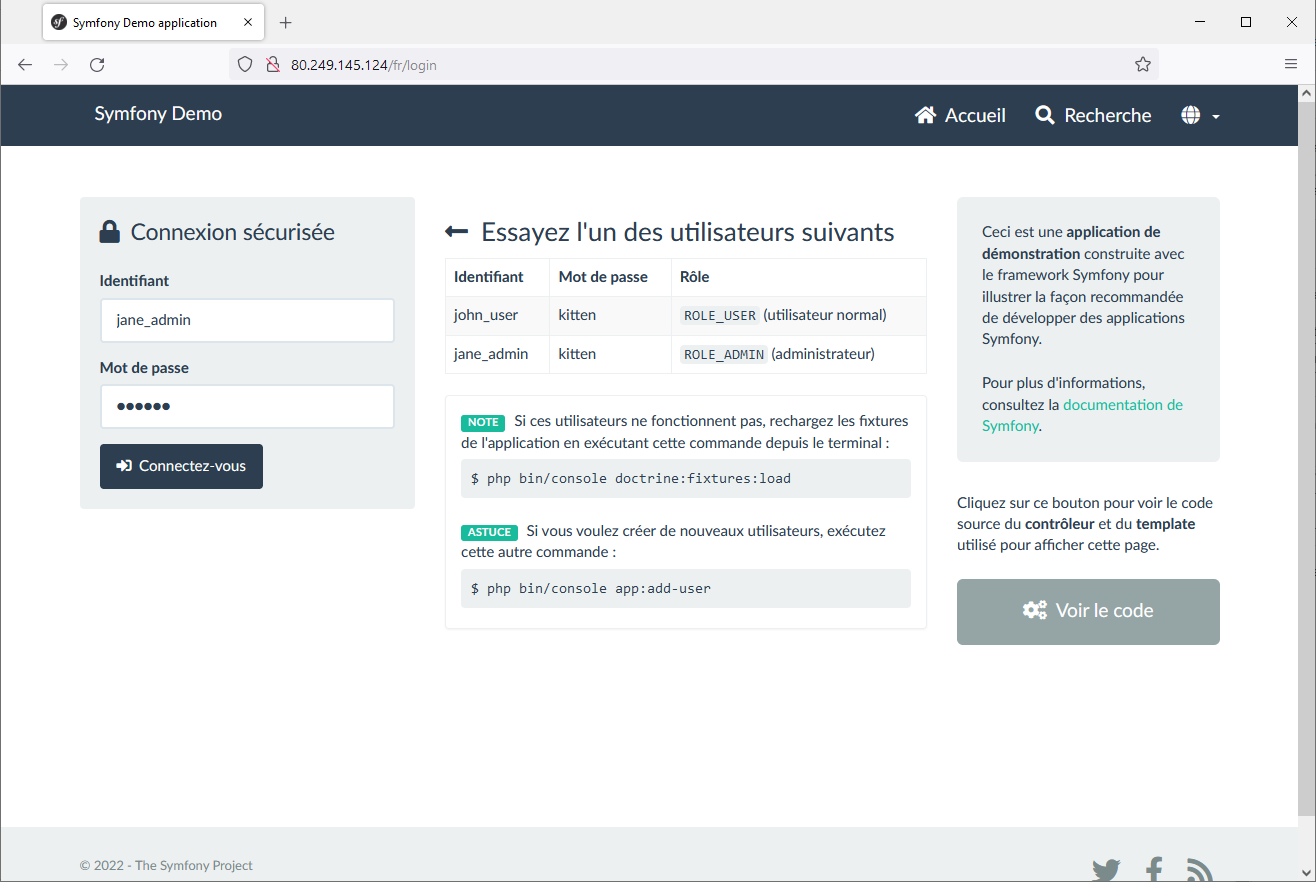 Symfony Demo application
80.249.145.124/fr/login
Symfony Demo
Accueil
Recherche
Connexion sécurisée
Identifiant
jane_admin
Mot de passe
••••••
Connectez-vous
Essayez l'un des utilisateurs suivants
Identifiant Mot de passe Rôle
john_user kitten ROLE_USER (utilisateur normal)
jane_admin kitten ROLE_ADMIN (administrateur)
NOTE Si ces utilisateurs ne fonctionnent pas, rechargez les fixtures
de l'application en exécutant cette commande depuis le terminal :
$ php bin/console doctrine:fixtures:load
ASTUCE Si vous voulez créer de nouveaux utilisateurs, exécutez
cette autre commande :
$ php bin/console app:add-user
Ceci est une application de
démonstration construite avec
le framework Symfony pour
illustrer la façon recommandée
de développer des applications
Symfony.
Pour plus d'informations,
consultez la documentation de
Symfony.
Cliquez sur ce bouton pour voir le code
source du contrôleur et du template
utilisé pour afficher cette page.
Voir le code
© 2022 - The Symfony Project